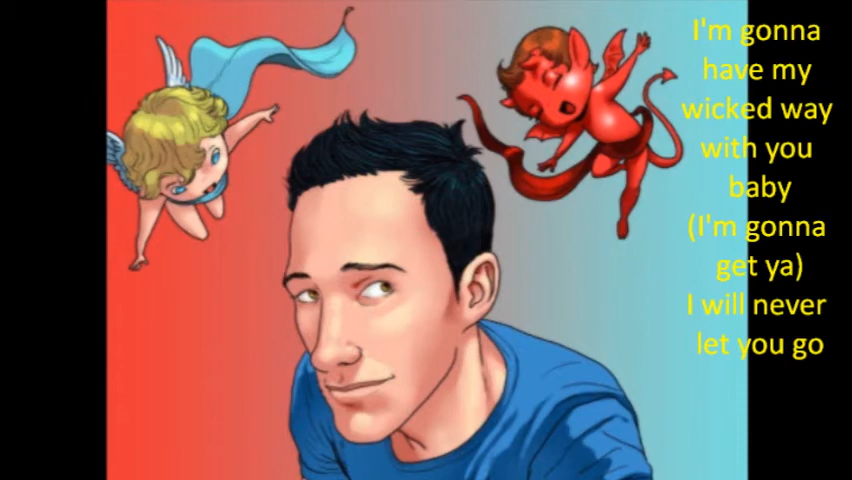 I'm gonna
have my
wicked way
with you
baby
(I'm gonna
get ya)
I will never
let you go